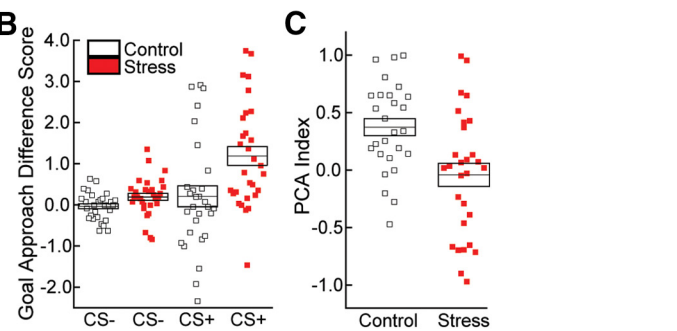 B
Goal Approach Difference Score
4.0
3.0
2.0
1.0
0.0
-1.0
-2.0
Control
Stress
CS-
CS-
CS+
CS+
C
PCA Index
1.0
0.5
0.0
-0.5
-1.0
Control
Stress